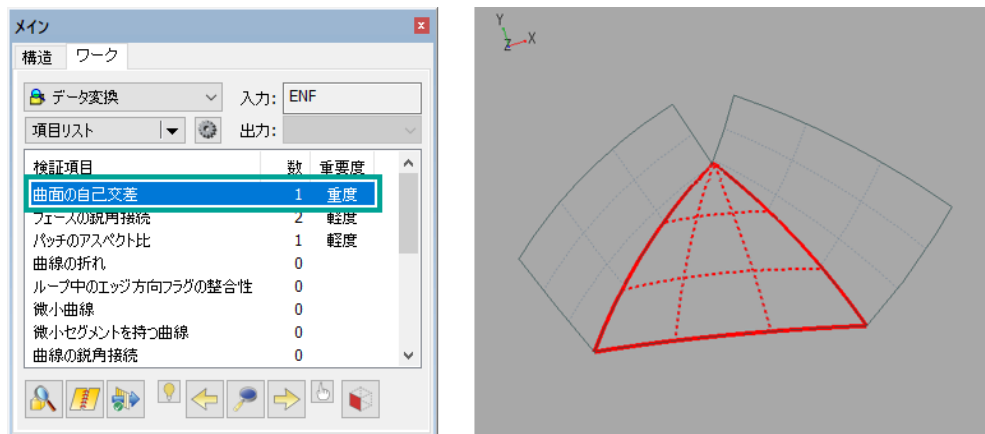 メイン
構造 ワーク
データ変換 入力: ENF
項目リスト 出力:
検証項目 数 重要度
曲面の自己交差 1 重度
フェースの鋭角接続 2 軽度
パッチのアスペクト比 1 軽度
曲線の折れ 0
ループ中のエッジ方向フラグの整合性 0
微小曲線 0
微小セグメントを持つ曲線 0
曲線の鋭角接続 0
Y
Z X